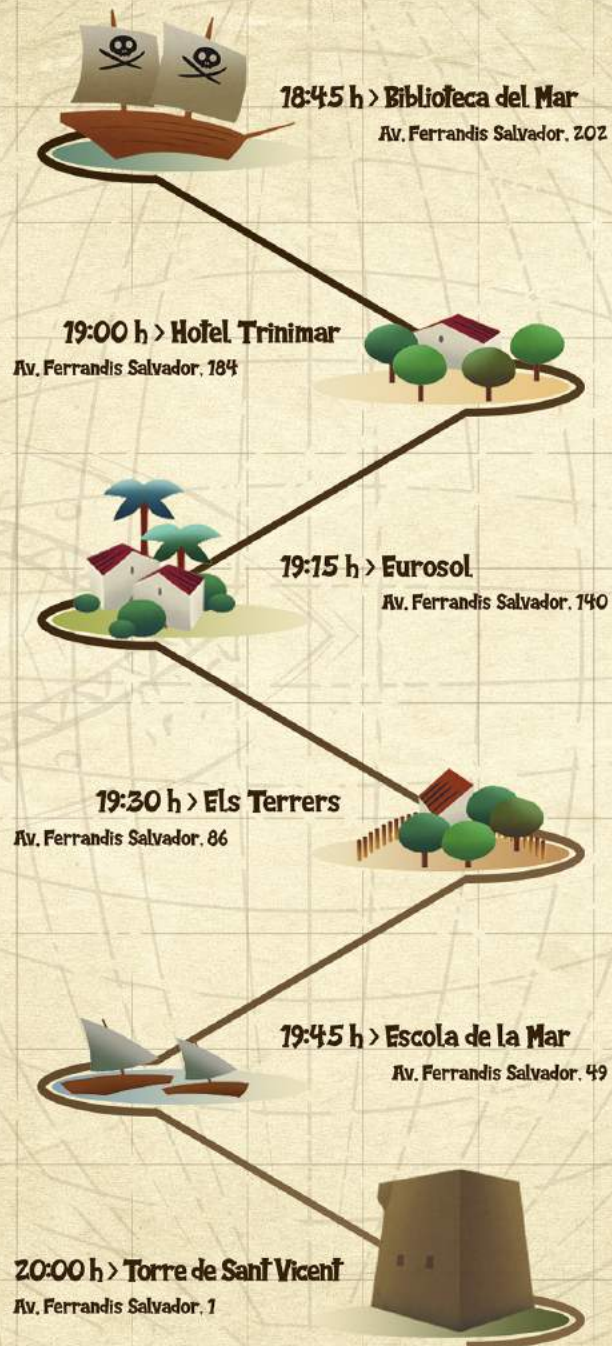 18:45 h > Biblioteca del Mar
Av. Ferrandis Salvador, 202
19:00 h > Hotel Trinimar
Av. Ferrandis Salvador, 184
19:15 h > Eurosol
Av. Ferrandis Salvador, 140
19:30 h > Els Terrers
Av. Ferrandis Salvador, 86
19:45 h > Escola de la Mar
Av. Ferrandis Salvador, 49
20:00 h > Torre de Sant Vicent
Av. Ferrandis Salvador, 1